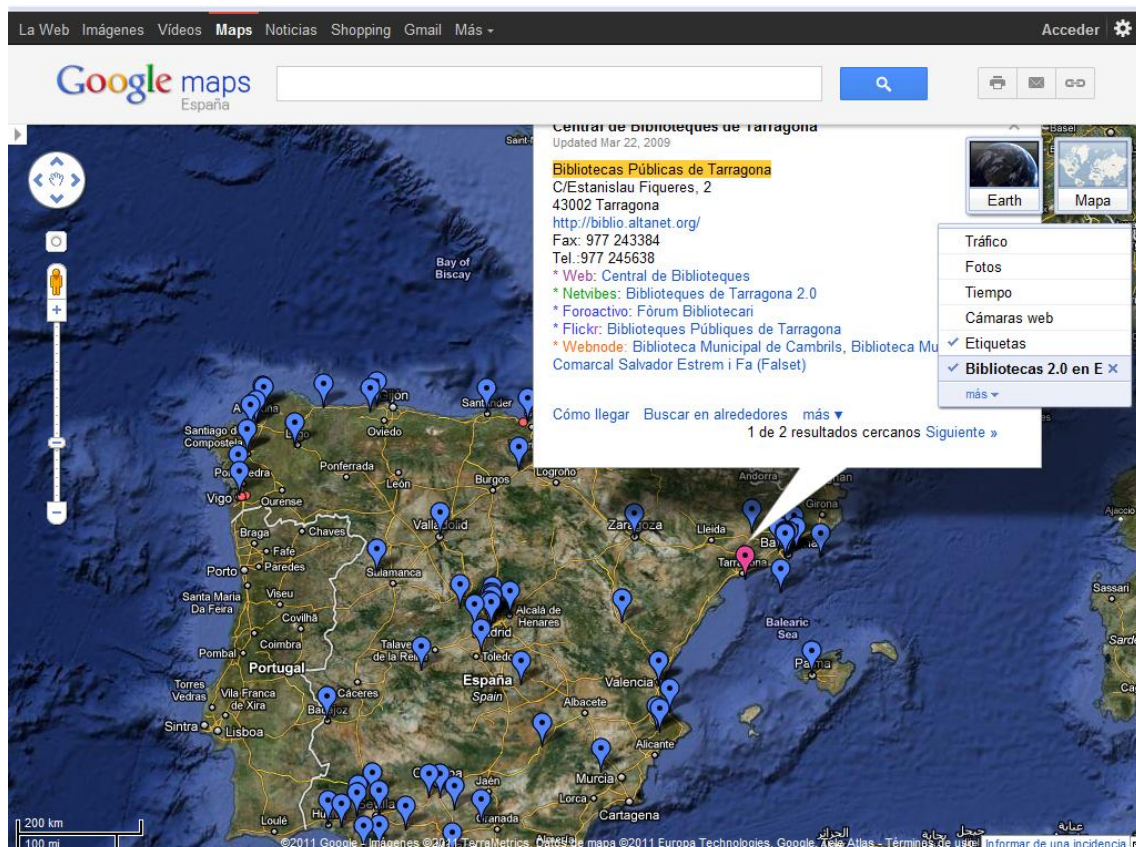 La Web Imágenes Vídeos Maps Noticias Shopping Gmail Más
Acceder
Google maps
España
Central de Biblioteques de Tarragona
Updated Mar 22, 2009
Bibliotecas Públicas de Tarragona
C/Estanislau Fiqueres, 2
43002 Tarragona
http://biblio.altanet.org/
Fax: 977 243384
Tel.:977 245638
* Web: Central de Biblioteques
* Netvibes: Biblioteques de Tarragona 2.0
* Foroactivo: Fòrum Bibliotecari
* Flickr: Biblioteques Públiques de Tarragona
* Webnode: Biblioteca Municipal de Cambrils, Biblioteca Mu
Comarcal Salvador Estrem i Fa (Falset)
Cómo llegar Buscar en alrededores más ▼
1 de 2 resultados cercanos Siguiente »
Earth
Mapa
Tráfico
Fotos
Tiempo
Cámaras web
Etiquetas
Bibliotecas 2.0 en E
más
Basel
Bay of
Biscay
Gijón
Santander
Oviedo
Santiago de
Compostela
Lugo
Ponferrada
León
Burgos
Logroño
Andorra
Girona
Ajaccio
Vigo
Ourense
Braga
Chaves
Valladolid
Zaragoza
Lleida
Fafe
Porto
Paredes
Salamanca
Tarragona
Santa Maria
Da Feira
Viseu
Covilhã
Alcalá de
Henares
Balearic
Sea
Sassari
Pombal
Coimbra
Talavera
de la Reina
Toledo
Palma
Portugal
España
Spain
Valencia
Torres
Vedras
Vila Franca
de Xira
Cáceres
Badajoz
Albacete
Sintra
Lisboa
Alicante
Murcia
Jaén
Sevilla
Lorca
Cartagena
Loulé
Granada
Almería
الجزائر
بجاية
جيجل
عنابة
200 km
100 mi
©2011 Google - Imágenes ©2011 TerraMetrics, Datos de mapa ©2011 Europa Technologies, Google, Tele Atlas - Términos de uso
Informar de una incidencia